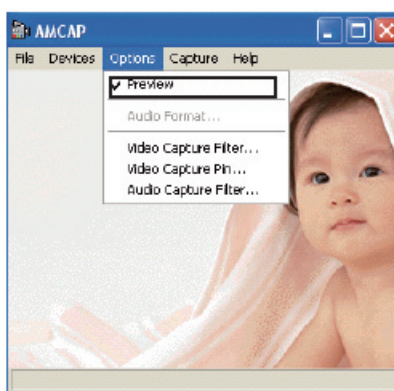 AMCAP
File Devices Options Capture Help
Preview
Audio Format...
Video Capture Filter...
Video Capture Pin...
Audio Capture Filter...